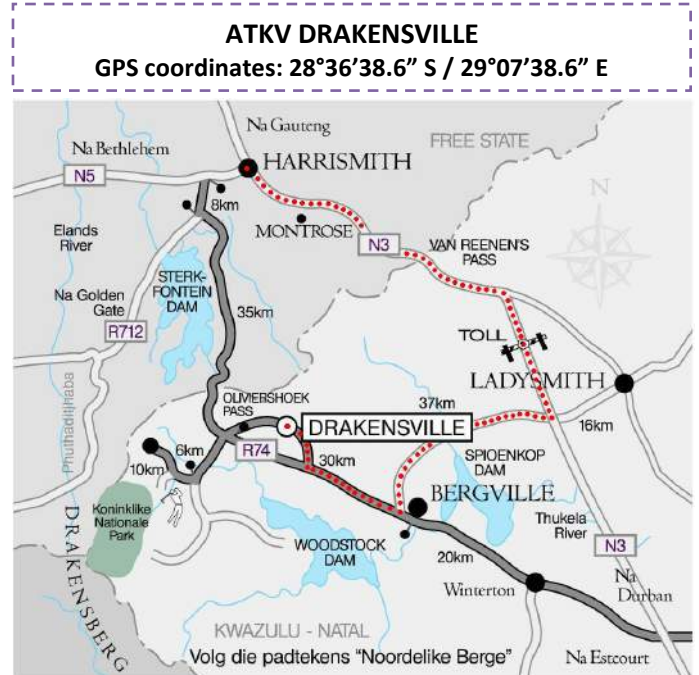 ATKV DRAKENSVILLE
GPS coordinates: 28°36’38.6” S / 29°07’38.6” E
Na Gauteng
FREE STATE
Na Bethlehem
HARRISMITH
N5
8km
N
Elands
River
MONTROSE
N3
VAN REENEN'S
PASS
STERK-
FONTEIN
DAM
Na Golden
Gate
35km
R712
TOLL
LADYSMITH
Phuthaditjhaba
OLIVIERSHOEK
PASS
37km
16km
DRAKENSVILLE
6km
R74
30km
10km
SPIOENKOP
DAM
BERGVILLE
Koninklike
Nationale
Park
Thukela
River
DRAKENSBERG
WOODSTOCK
DAM
20km
N3
Winterton
Na
Durban
KWAZULU - NATAL
Volg die padtekens "Noordelike Berge"
Na Estcourt